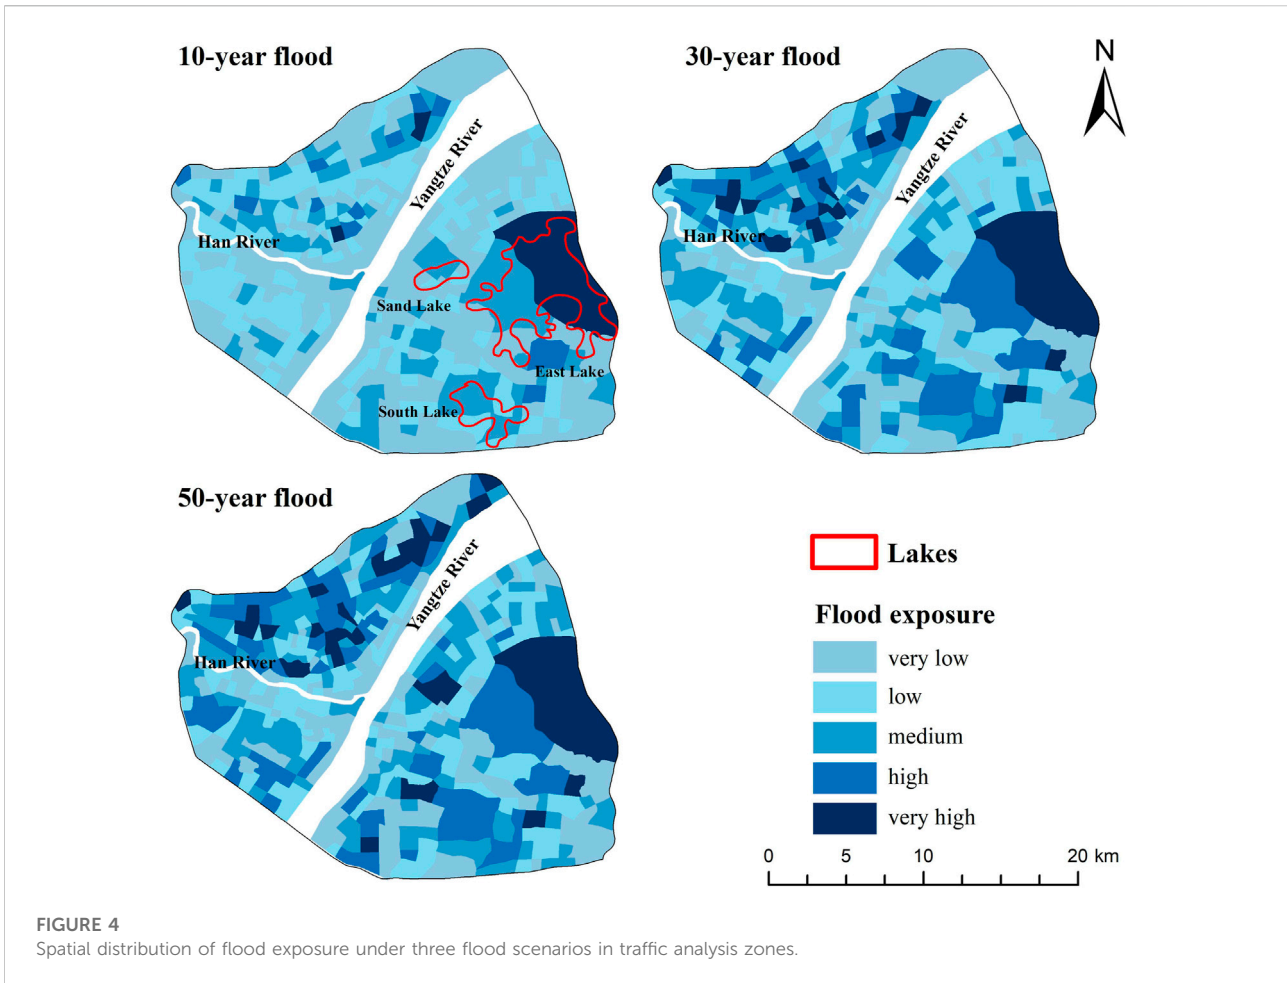 10-year flood
30-year flood
N
Yangtze River
Yangtze River
Han River
Han River
Sand Lake
East Lake
South Lake
50-year flood
Yangtze River
Han River
Lakes
Flood exposure
very low
low
medium
high
very high
0 5 10 20 km
FIGURE 4
Spatial distribution of flood exposure under three flood scenarios in traffic analysis zones.